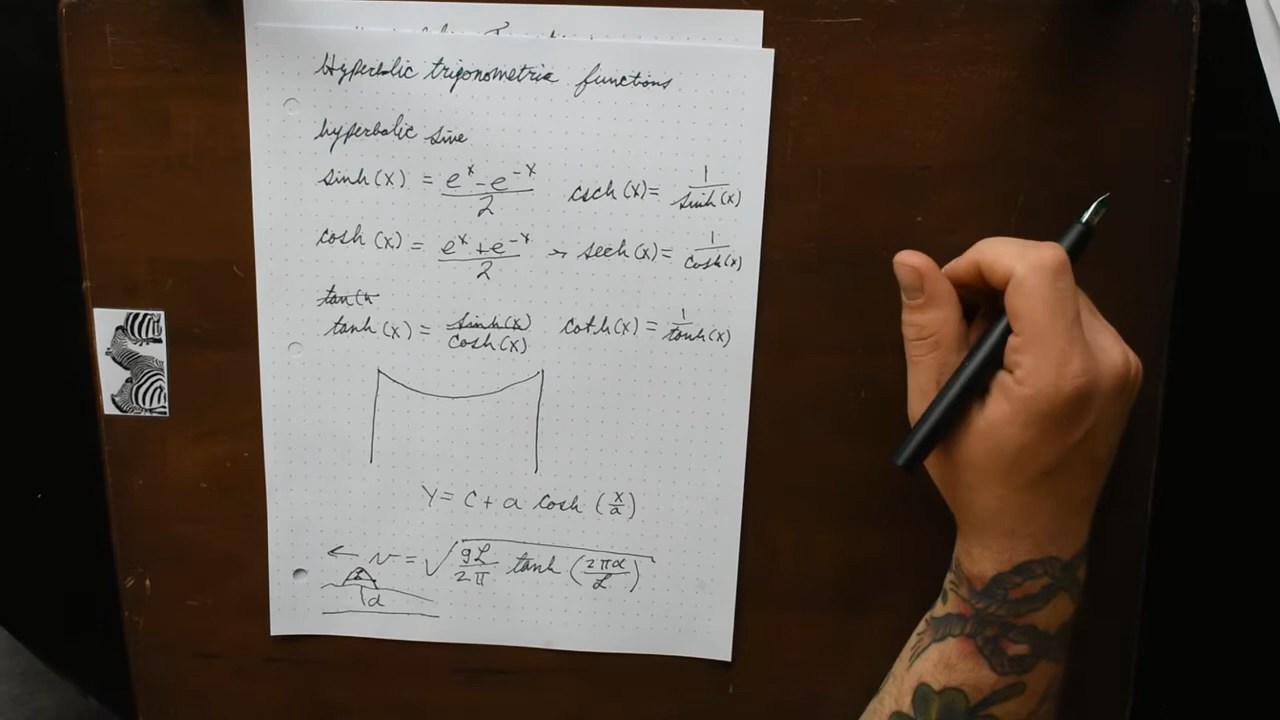 Hyperbolic trigonometric functions
hyperbolic sine
sinh(x) = (e^x - e^-x)/2   csch(x) = 1/sinh(x)
cosh(x) = (e^x + e^-x)/2 → sech(x) = 1/cosh(x)
tan(h
tanh(x) = sinh(x)/cosh(x)   coth(x) = 1/tanh(x)
y = c + a cosh (x/a)
← v = √(gL/2π tanh (2πd/L))
L
d